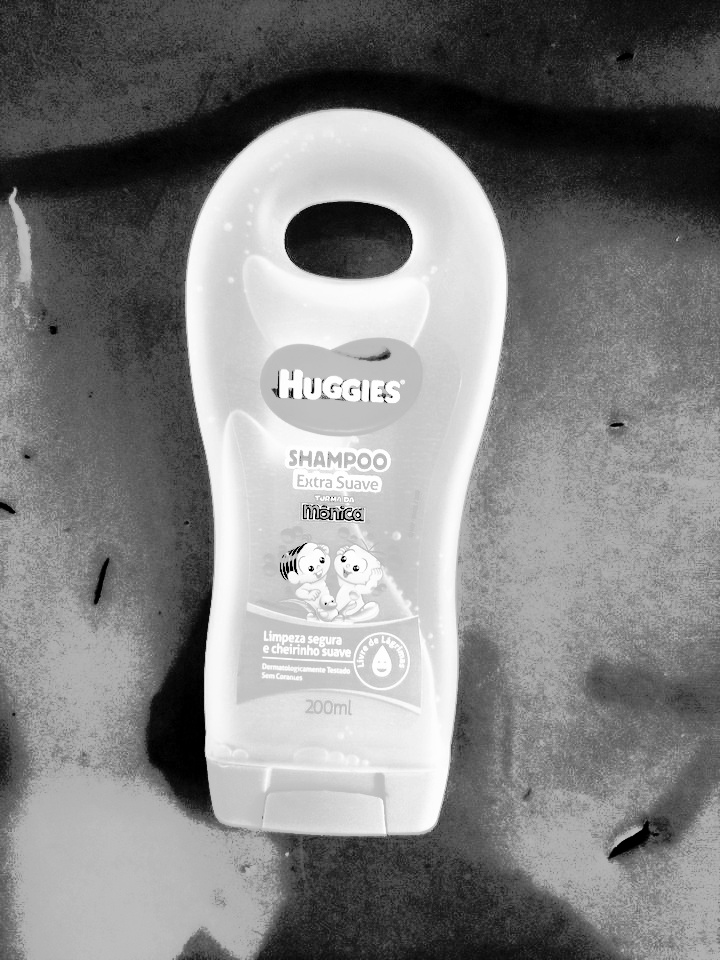 HUGGIES®
SHAMPOO
Extra Suave
TURMA DA
Mônica
Limpeza segura
e cheirinho suave
Dermatologicamente Testado
Sem Corantes
Livre de Lágrimas
200ml